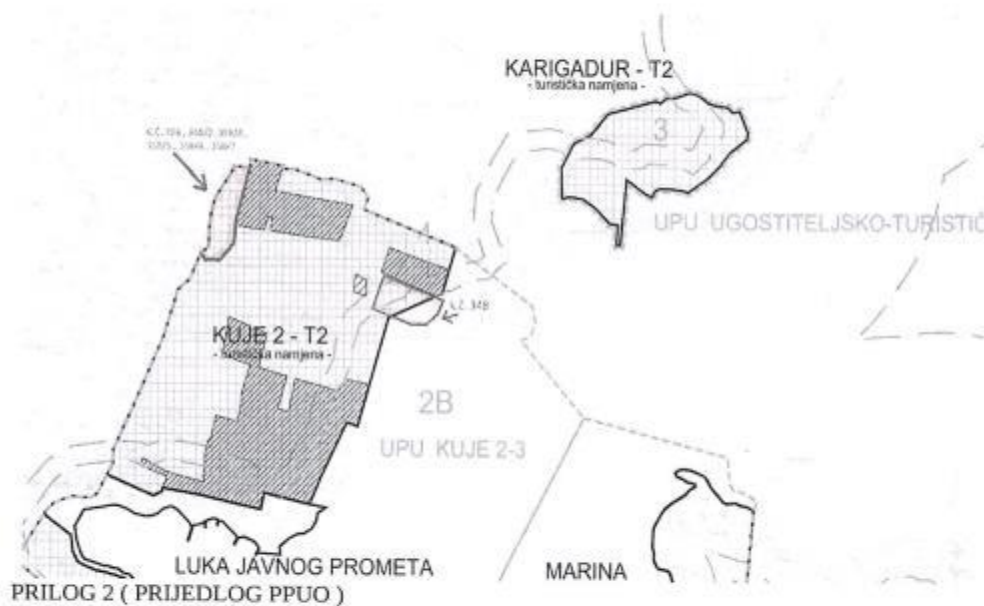 KARIGADUR - T2
- turistička namjena -
3
UPU UGOSTITELJSKO-TURISTIČ
k.č. 348
KUJE 2 - T2
- turistička namjena -
2B
UPU KUJE 2-3
LUKA JAVNOG PROMETA
MARINA
PRILOG 2 ( PRIJEDLOG PPUO )